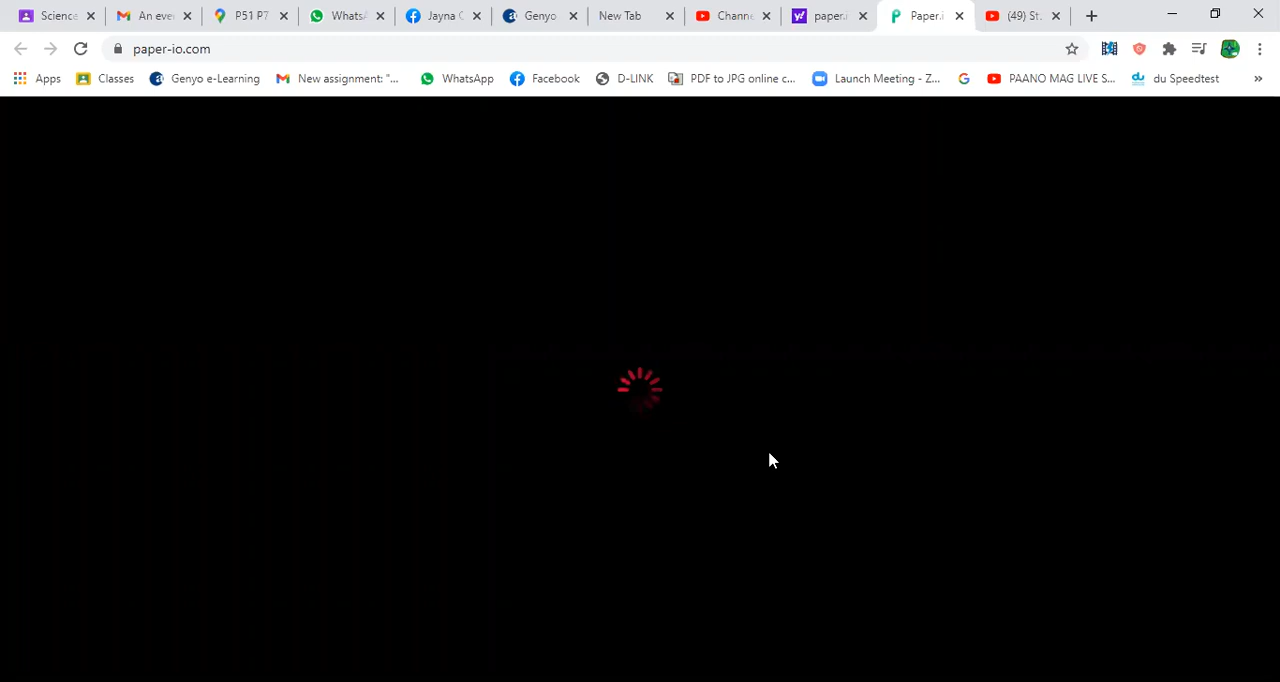 Science An eve P51 P7 Whats Jayna C Genyo New Tab Chann paper.i Paper.i (49) St.
paper-io.com
Apps Classes Genyo e-Learning New assignment: "... WhatsApp Facebook D-LINK PDF to JPG online c... Launch Meeting - Z... PAANO MAG LIVE S... du Speedtest »